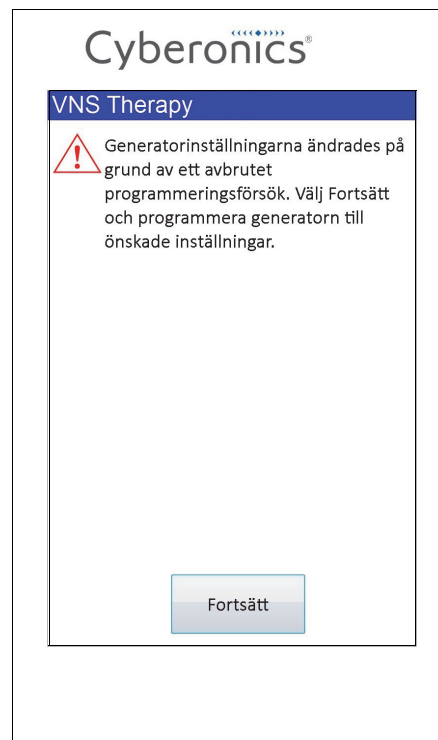 Cyberonics®
VNS Therapy
Generatorinställningarna ändrades på
grund av ett avbrutet
programmeringsförsök. Välj Fortsätt
och programmera generatorn till
önskade inställningar.
Fortsätt